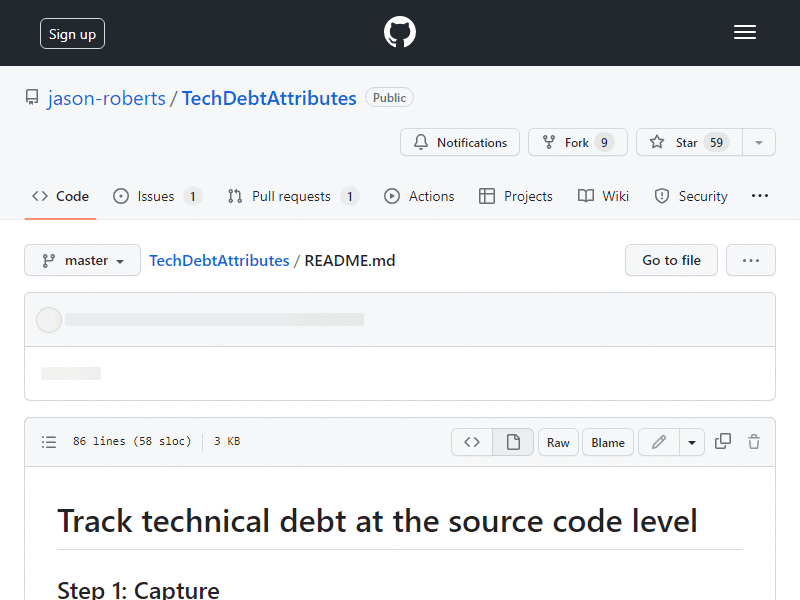 Sign up
jason-roberts / TechDebtAttributes Public
Notifications Fork 9 Star 59
Code Issues 1 Pull requests 1 Actions Projects Wiki Security
master TechDebtAttributes / README.md Go to file
86 lines (58 sloc) 3 KB Raw Blame
Track technical debt at the source code level
Step 1: Capture